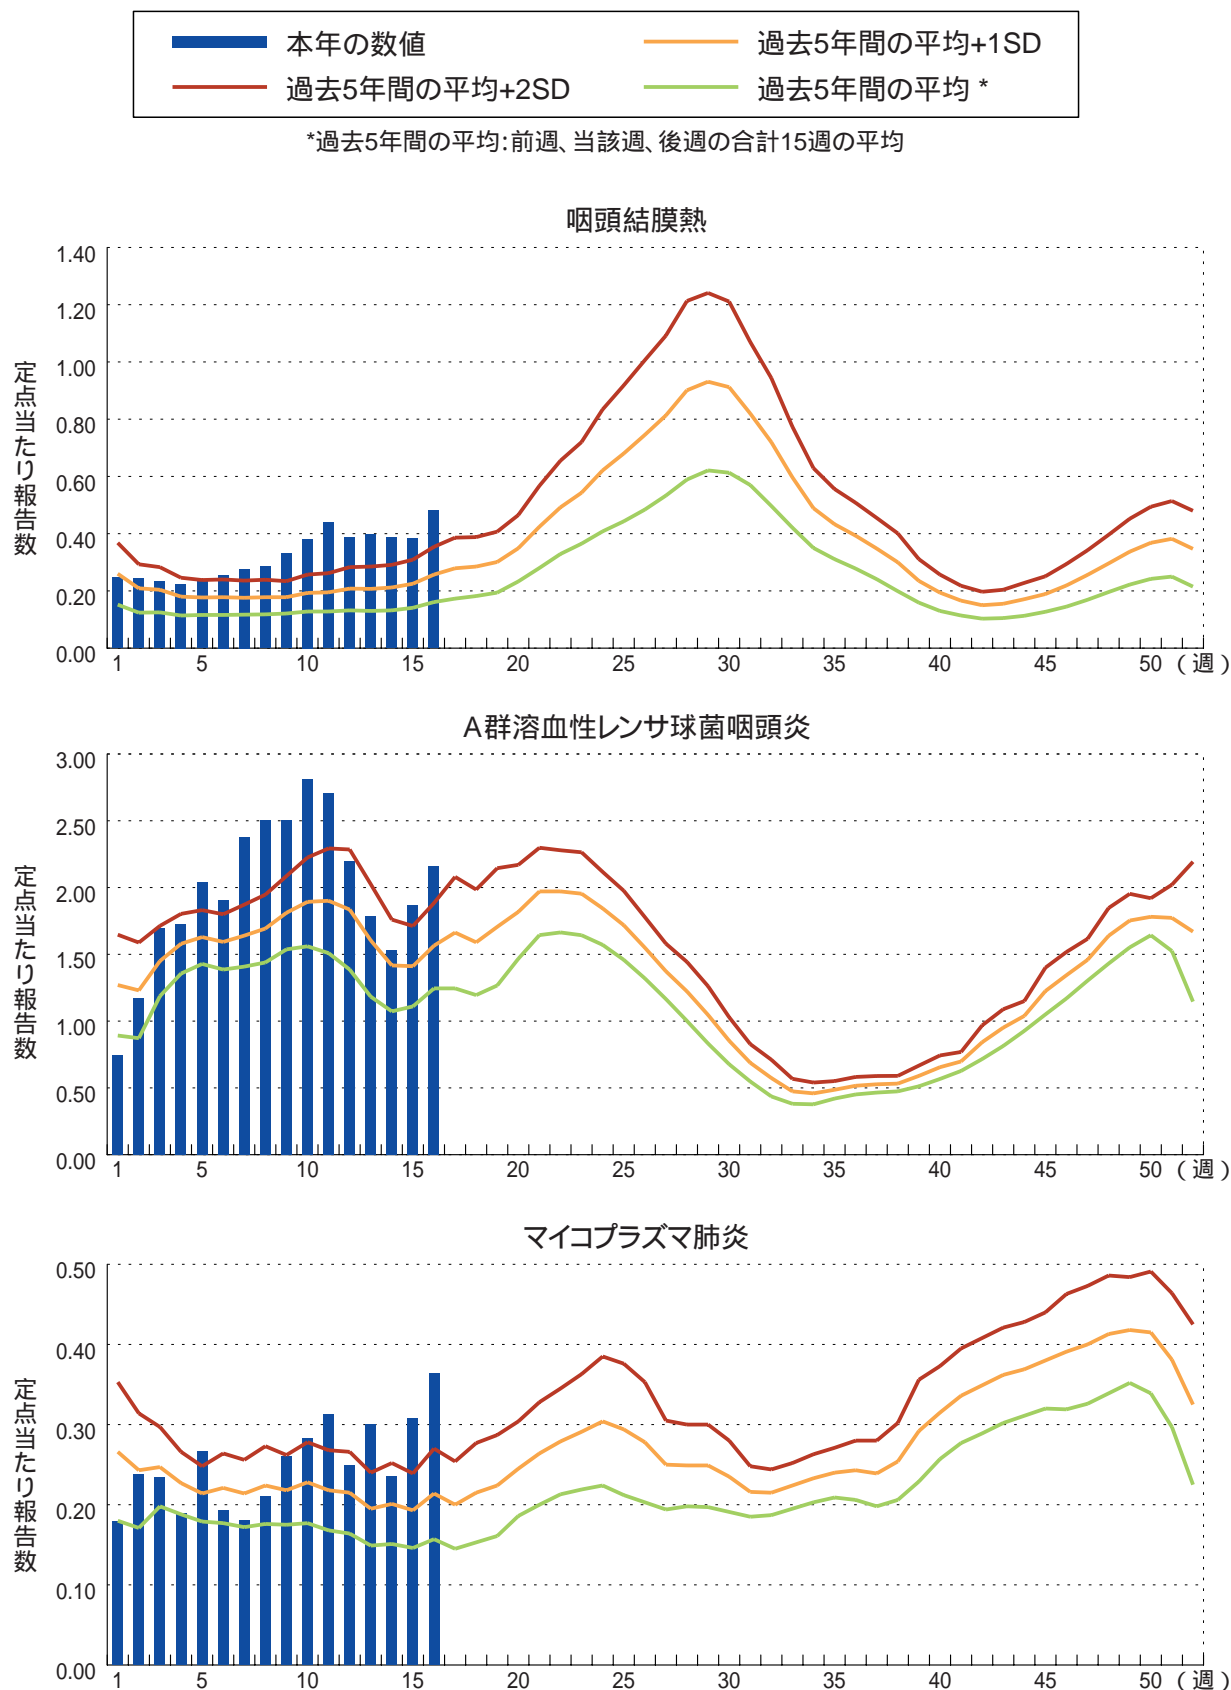 本年の数値
過去5年間の平均+1SD
過去5年間の平均+2SD
過去5年間の平均 *
*過去5年間の平均:前週、当該週、後週の合計15週の平均
咽頭結膜熱
定点当たり報告数
1.40
1.20
1.00
0.80
0.60
0.40
0.20
0.00
1 5 10 15 20 25 30 35 40 45 50 (週)
A群溶血性レンサ球菌咽頭炎
定点当たり報告数
3.00
2.50
2.00
1.50
1.00
0.50
0.00
1 5 10 15 20 25 30 35 40 45 50 (週)
マイコプラズマ肺炎
定点当たり報告数
0.50
0.40
0.30
0.20
0.10
0.00
1 5 10 15 20 25 30 35 40 45 50 (週)